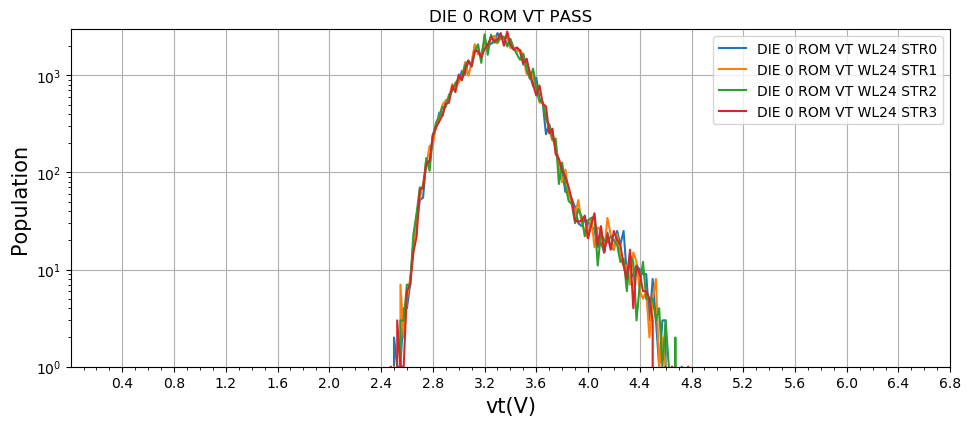 DIE 0 ROM VT PASS
DIE 0 ROM VT WL24 STR0
DIE 0 ROM VT WL24 STR1
DIE 0 ROM VT WL24 STR2
DIE 0 ROM VT WL24 STR3
Population
10³
10²
10¹
10⁰
0.4 0.8 1.2 1.6 2.0 2.4 2.8 3.2 3.6 4.0 4.4 4.8 5.2 5.6 6.0 6.4 6.8
vt(V)